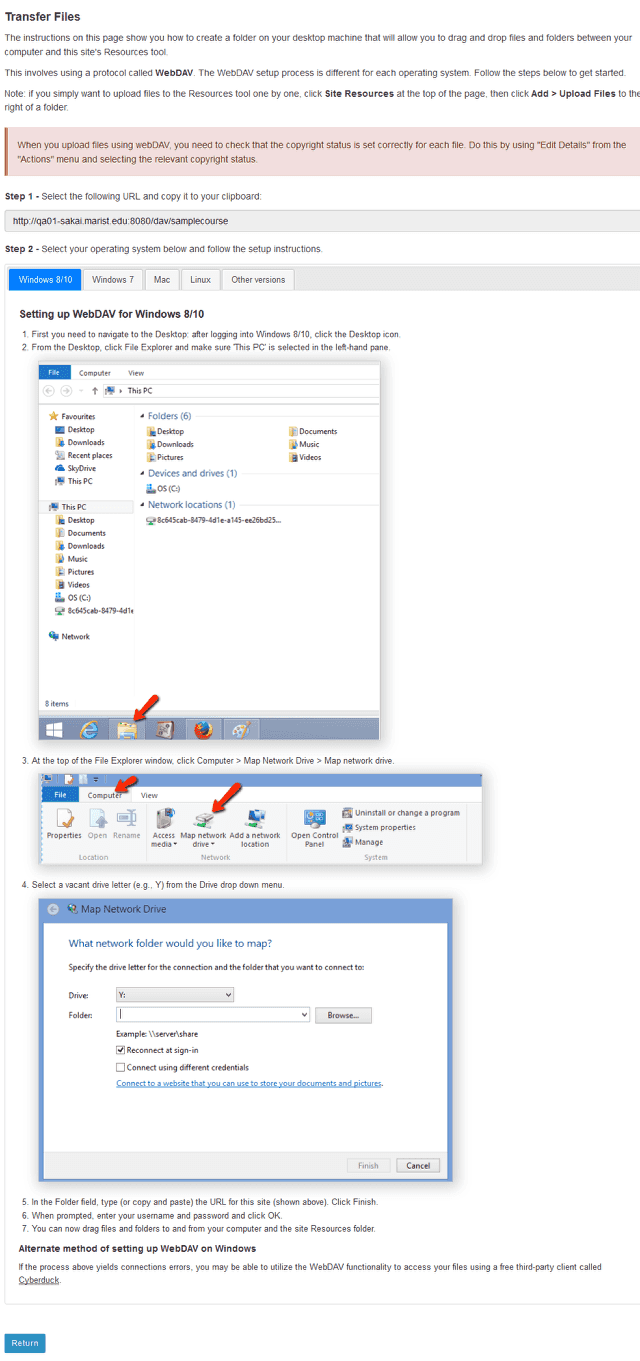 Transfer Files
The instructions on this page show you how to create a folder on your desktop machine that will allow you to drag and drop files and folders between your
computer and this site's Resources tool.
This involves using a protocol called WebDAV. The WebDAV setup process is different for each operating system. Follow the steps below to get started.
Note: if you simply want to upload files to the Resources tool one by one, click Site Resources at the top of the page, then click Add > Upload Files to the
right of a folder.
When you upload files using webDAV, you need to check that the copyright status is set correctly for each file. Do this by using "Edit Details" from the
"Actions" menu and selecting the relevant copyright status.
Step 1 - Select the following URL and copy it to your clipboard:
http://qa01-sakai.marist.edu:8080/dav/samplecourse
Step 2 - Select your operating system below and follow the setup instructions.
Windows 8/10 Windows 7 Mac Linux Other versions
Setting up WebDAV for Windows 8/10
1. First you need to navigate to the Desktop: after logging into Windows 8/10, click the Desktop icon.
2. From the Desktop, click File Explorer and make sure 'This PC' is selected in the left-hand pane.
File Computer View
This PC
Favourites
Desktop
Downloads
Recent places
SkyDrive
This PC
This PC
Desktop
Documents
Downloads
Music
Pictures
Videos
OS (C:)
8c645cab-8479-4d1e
Network
Folders (6)
Desktop Documents
Downloads Music
Pictures Videos
Devices and drives (1)
OS (C:)
Network locations (1)
8c645cab-8479-4d1e-a145-ee26bd25...
8 items
3. At the top of the File Explorer window, click Computer > Map Network Drive > Map network drive.
File Computer View
Properties Open Rename
Location
Access media Map network drive Add a network location
Network
Open Control Panel
Uninstall or change a program
System properties
Manage
System
4. Select a vacant drive letter (e.g., Y) from the Drive drop down menu.
Map Network Drive
What network folder would you like to map?
Specify the drive letter for the connection and the folder that you want to connect to:
Drive: Y:
Folder: Browse...
Example: \\server\share
Reconnect at sign-in
Connect using different credentials
Connect to a website that you can use to store your documents and pictures.
Finish Cancel
5. In the Folder field, type (or copy and paste) the URL for this site (shown above). Click Finish.
6. When prompted, enter your username and password and click OK.
7. You can now drag files and folders to and from your computer and the site Resources folder.
Alternate method of setting up WebDAV on Windows
If the process above yields connections errors, you may be able to utilize the WebDAV functionality to access your files using a free third-party client called
Cyberduck.
Return